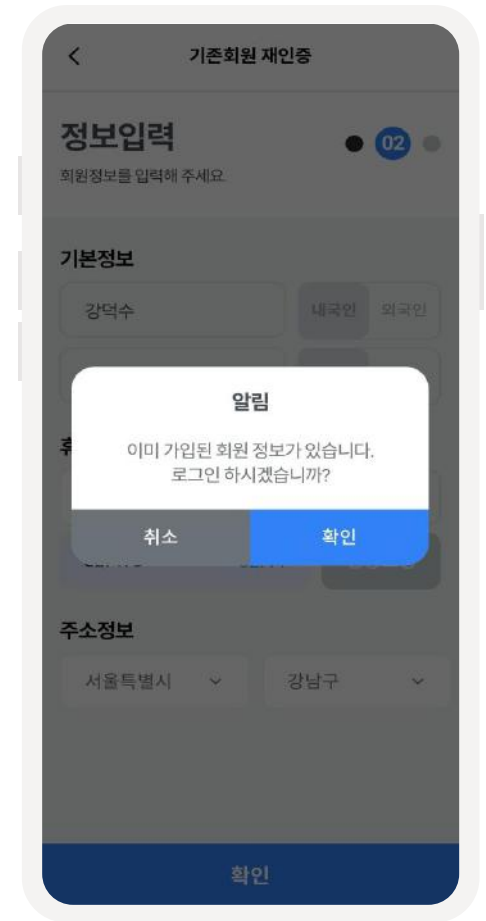 기존회원 재인증
정보입력
02
회원정보를 입력해 주세요.
기본정보
강덕수
내국인 외국인
알림
이미 가입된 회원 정보가 있습니다.
로그인 하시겠습니까?
취소 확인
주소정보
서울특별시 강남구
확인